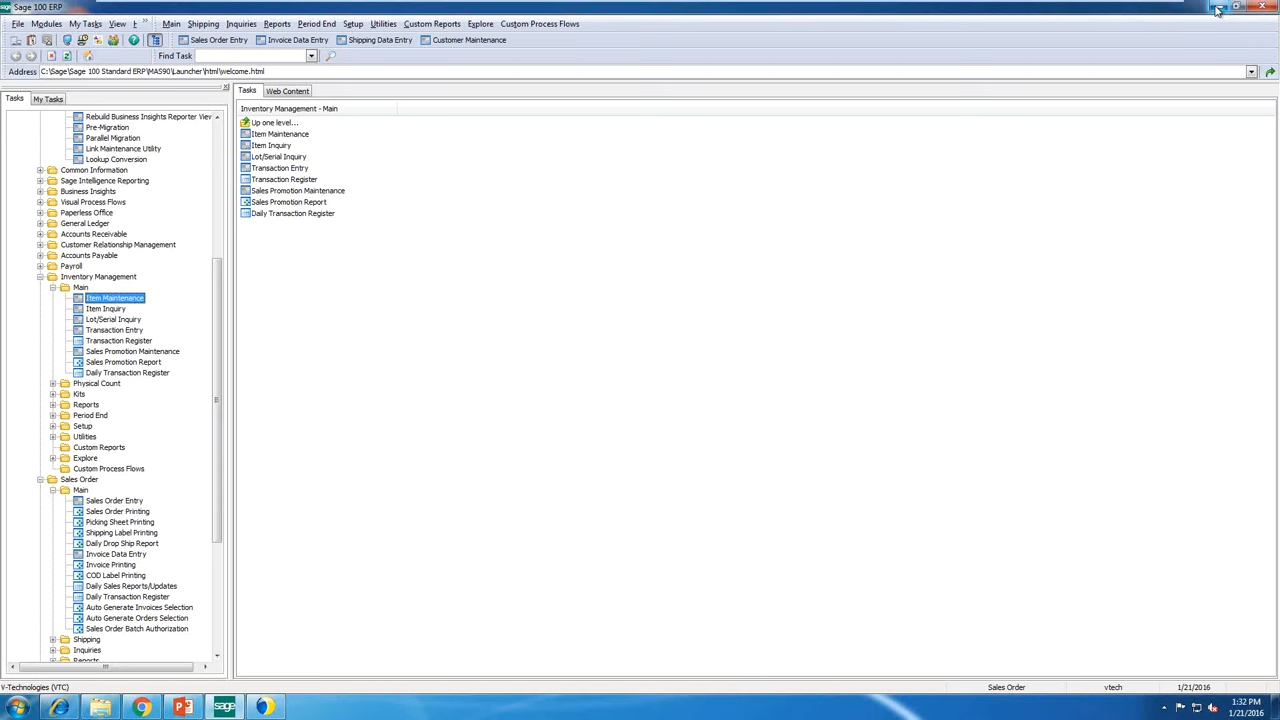 Sage 100 ERP
File Modules My Tasks View Main Shipping Inquiries Reports Period End Setup Utilities Custom Reports Explore Custom Process Flows
Sales Order Entry Invoice Data Entry Shipping Data Entry Customer Maintenance
Find Task
Address C:\Sage\Sage 100 Standard ERP\MAS90\Launcher\html\welcome.html
Tasks My Tasks
Rebuild Business Insights Reporter View
Pre-Migration
Parallel Migration
Link Maintenance Utility
Lookup Conversion
Common Information
Sage Intelligence Reporting
Business Insights
Visual Process Flows
Paperless Office
General Ledger
Accounts Receivable
Customer Relationship Management
Accounts Payable
Payroll
Inventory Management
Main
Item Maintenance
Item Inquiry
Lot/Serial Inquiry
Transaction Entry
Transaction Register
Sales Promotion Maintenance
Sales Promotion Report
Daily Transaction Register
Physical Count
Kits
Reports
Period End
Setup
Utilities
Custom Reports
Explore
Custom Process Flows
Sales Order
Main
Sales Order Entry
Sales Order Printing
Picking Sheet Printing
Shipping Label Printing
Daily Drop Ship Report
Invoice Data Entry
Invoice Printing
COD Label Printing
Daily Sales Reports/Updates
Daily Transaction Register
Auto Generate Invoices Selection
Auto Generate Orders Selection
Sales Order Batch Authorization
Shipping
Inquiries
Reports
Tasks Web Content
Inventory Management - Main
Up one level...
Item Maintenance
Item Inquiry
Lot/Serial Inquiry
Transaction Entry
Transaction Register
Sales Promotion Maintenance
Sales Promotion Report
Daily Transaction Register
V-Technologies (VTC) Sales Order vtech 1/21/2016
sage
1:32 PM
1/21/2016